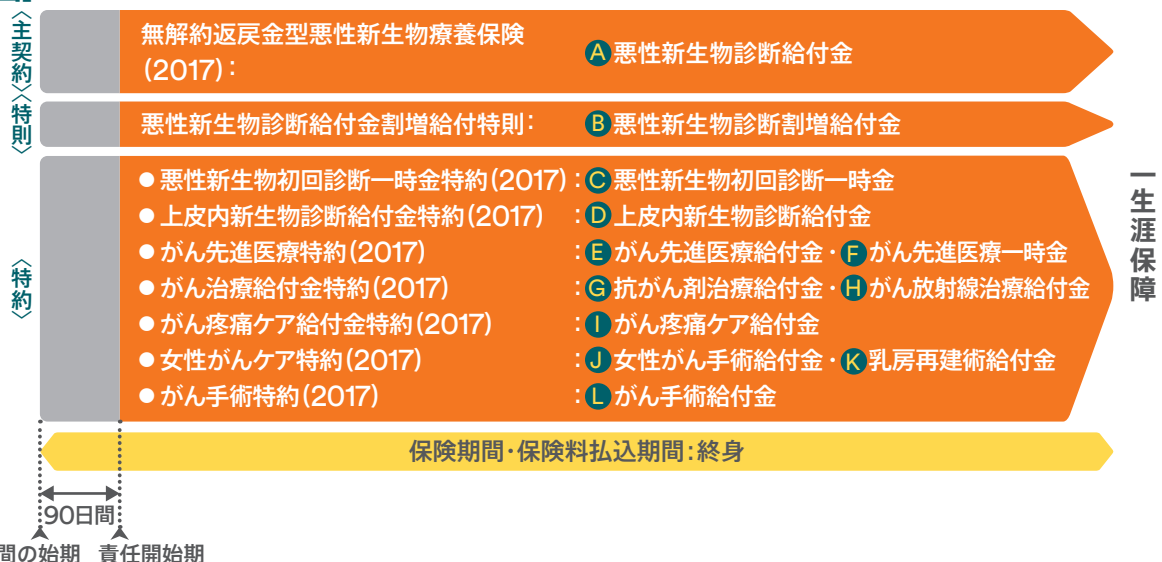 〈主契約〉
無解約返戻金型悪性新生物療養保険
(2017)：
A 悪性新生物診断給付金
〈特則〉
悪性新生物診断給付金割増給付特則： B 悪性新生物診断割増給付金
〈特約〉
● 悪性新生物初回診断一時金特約(2017)：C 悪性新生物初回診断一時金
● 上皮内新生物診断給付金特約(2017)：D 上皮内新生物診断給付金
● がん先進医療特約(2017)：E がん先進医療給付金・F がん先進医療一時金
● がん治療給付金特約(2017)：G 抗がん剤治療給付金・H がん放射線治療給付金
● がん疼痛ケア給付金特約(2017)：I がん疼痛ケア給付金
● 女性がんケア特約(2017)：J 女性がん手術給付金・K 乳房再建術給付金
● がん手術特約(2017)：L がん手術給付金
一生涯保障
保険期間・保険料払込期間：終身
90日間
間の始期 責任開始期